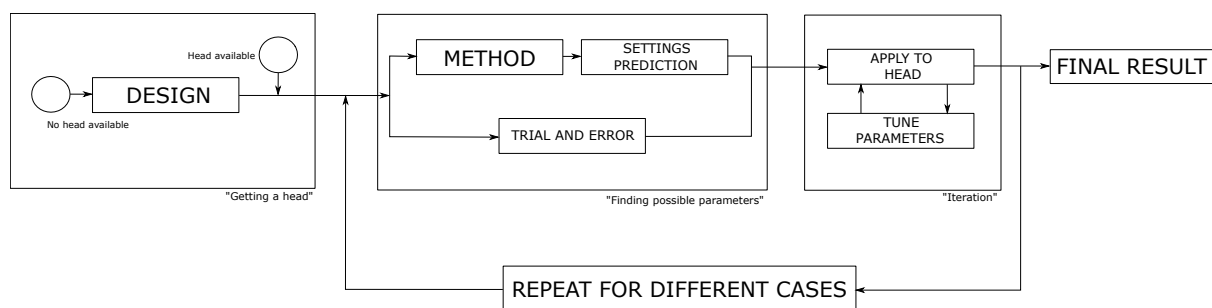 Head available
No head available
DESIGN
"Getting a head"
METHOD
SETTINGS
PREDICTION
TRIAL AND ERROR
"Finding possible parameters"
APPLY TO
HEAD
TUNE
PARAMETERS
"Iteration"
FINAL RESULT
REPEAT FOR DIFFERENT CASES